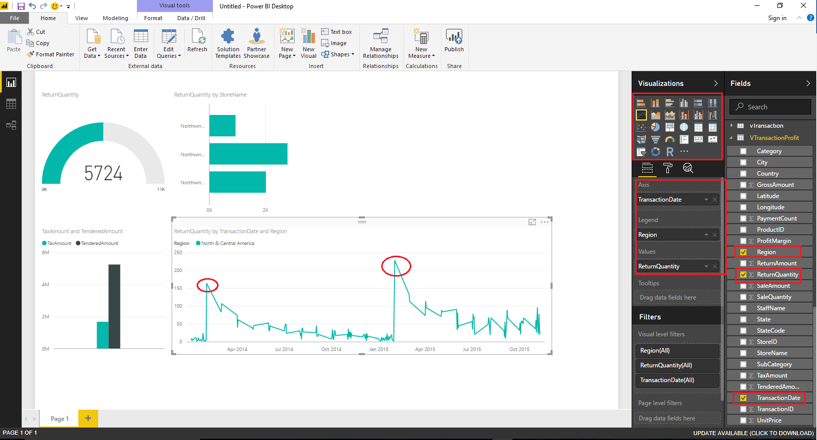 Visual tools
Untitled - Power BI Desktop
File
Home
View
Modeling
Format
Data / Drill
Sign in
Paste
Cut
Copy
Format Painter
Clipboard
Get Data
Recent Sources
Enter Data
Edit Queries
Refresh
External data
Solution Templates
Partner Showcase
Resources
New Page
New Visual
Text box
Image
Shapes
Insert
Manage Relationships
Relationships
New Measure
Calculations
Publish
Share
ReturnQuantity
5724
0K
11K
ReturnQuantity by StoreName
Northwin...
Northwin...
Northwin...
0K
2K
TaxAmount and TenderedAmount
TaxAmount
TenderedAmount
6M
4M
2M
0M
ReturnQuantity by TransactionDate and Region
Region
North & Central America
250
200
150
100
50
0
Apr 2014
Jul 2014
Oct 2014
Jan 2015
Apr 2015
Jul 2015
Oct 2015
Visualizations
Axis
TransactionDate
Legend
Region
Values
ReturnQuantity
Tooltips
Drag data fields here
Filters
Visual level filters
Region(All)
ReturnQuantity(All)
TransactionDate(All)
Page level filters
Drag data fields here
Fields
Search
vTransaction
VTransactionProfit
Category
City
Country
GrossAmount
Latitude
Longitude
PaymentCount
ProductID
ProfitMargin
Region
ReturnAmount
ReturnQuantity
SaleAmount
SaleQuantity
StaffName
State
StateCode
StoreID
StoreName
SubCategory
TaxAmount
TenderedAmo...
TransactionDate
TransactionID
UnitPrice
Page 1
PAGE 1 OF 1
UPDATE AVAILABLE (CLICK TO DOWNLOAD)